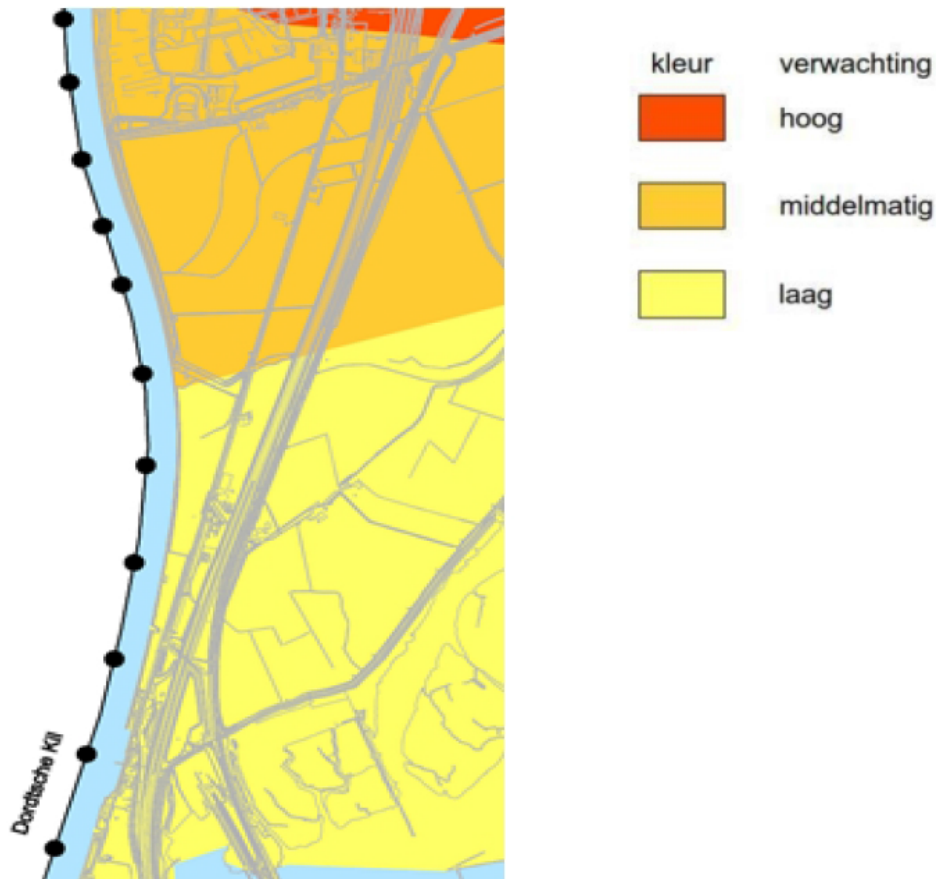 kleur verwachting
hoog
middelmatig
laag
Dordtsche Kil